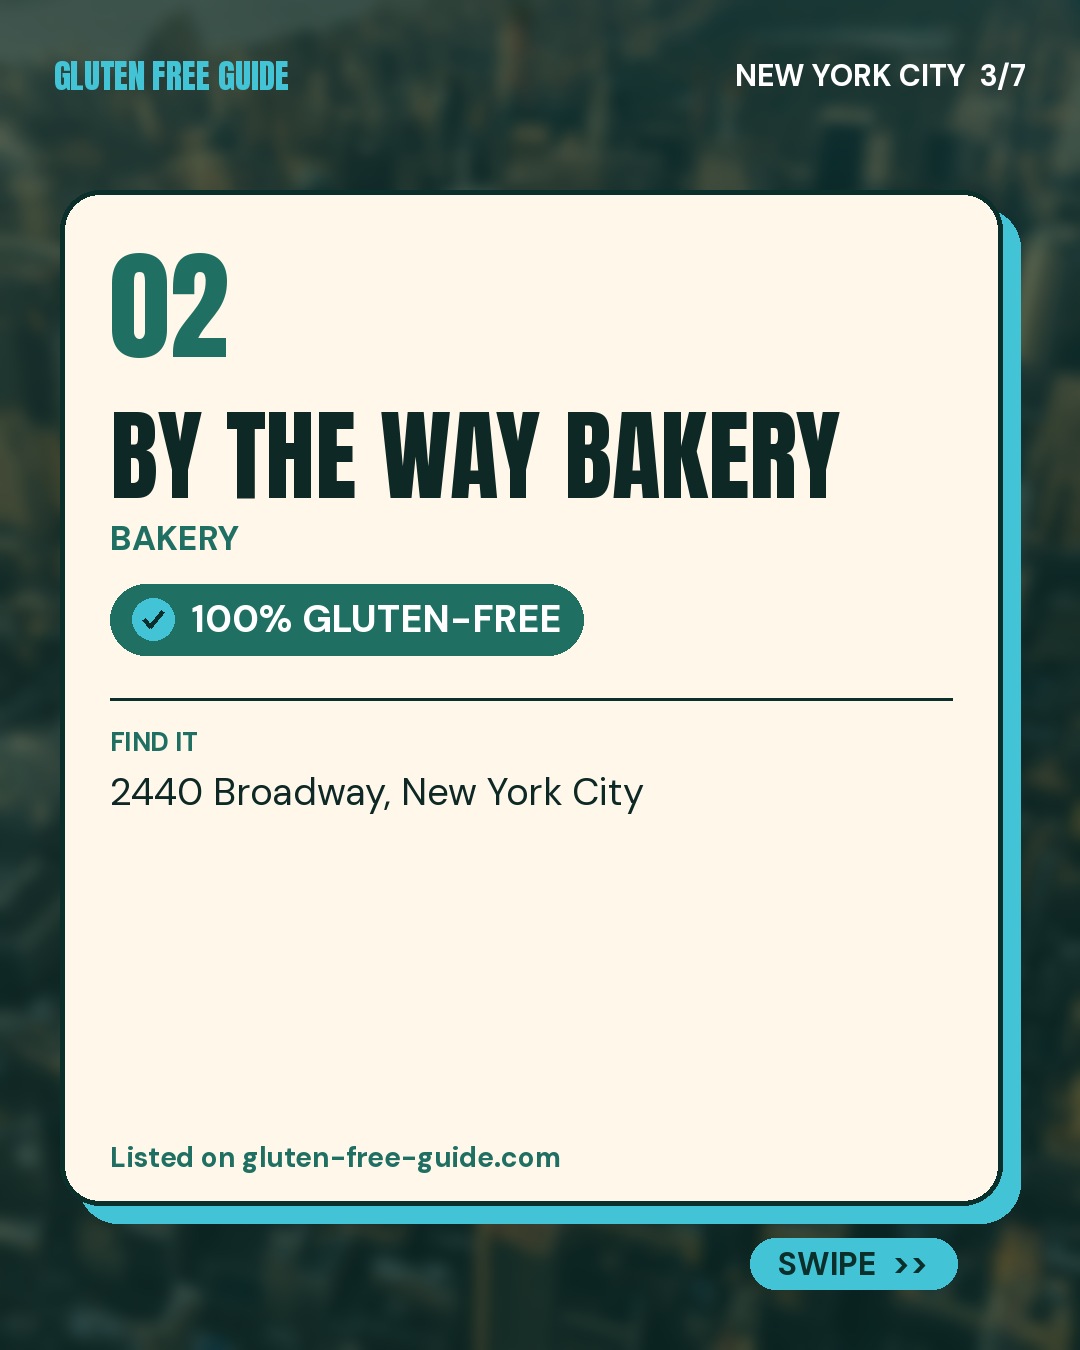 GLUTEN FREE GUIDE
NEW YORK CITY 3/7
02
BY THE WAY BAKERY
BAKERY
100% GLUTEN-FREE
FIND IT
2440 Broadway, New York City
Listed on gluten-free-guide.com
SWIPE >>